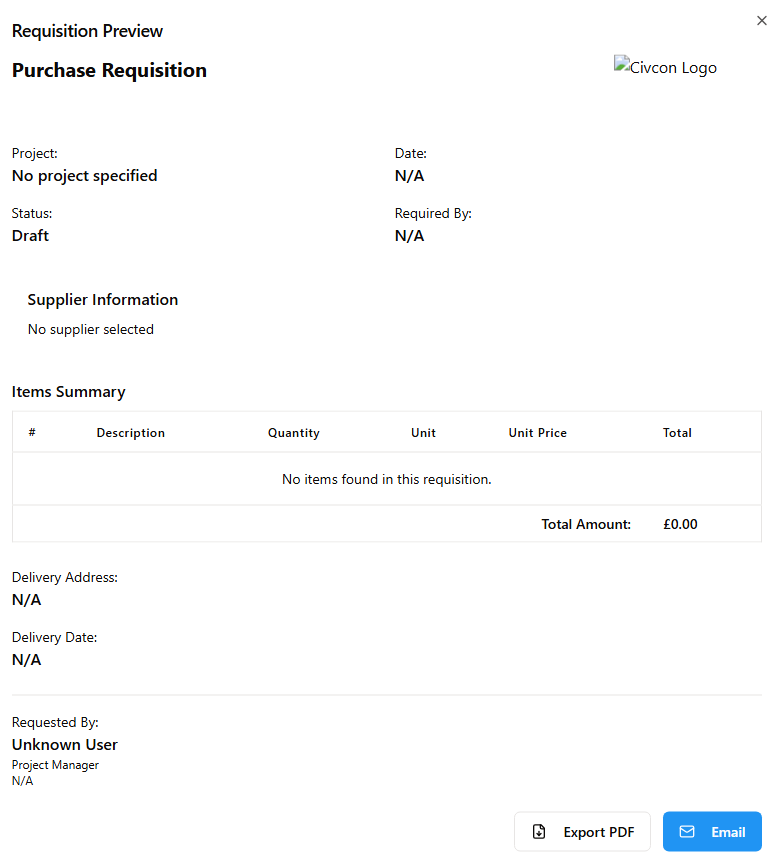 Requisition Preview
Purchase Requisition
Civcon Logo
Project:
No project specified
Date:
N/A
Status:
Draft
Required By:
N/A
Supplier Information
No supplier selected
Items Summary
# Description Quantity Unit Unit Price Total
No items found in this requisition.
Total Amount: £0.00
Delivery Address:
N/A
Delivery Date:
N/A
Requested By:
Unknown User
Project Manager
N/A
Export PDF
Email